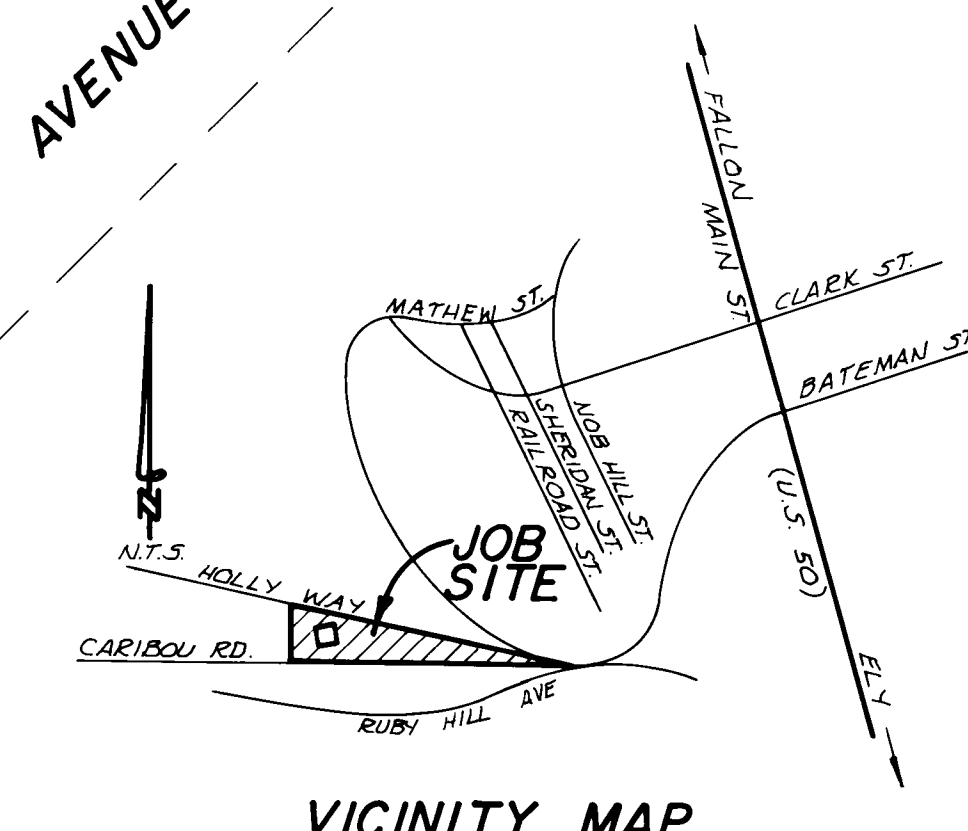 AVENUE
FALLON
MAIN ST.
CLARK ST.
BATEMAN ST.
(U.S. 50)
ELY
MATHEW ST.
NOB HILL ST.
SHERIDAN ST.
RAILROAD ST.
N
N.T.S.
HOLLY WAY
JOB
SITE
CARIBOU RD.
RUBY HILL AVE
VICINITY MAP